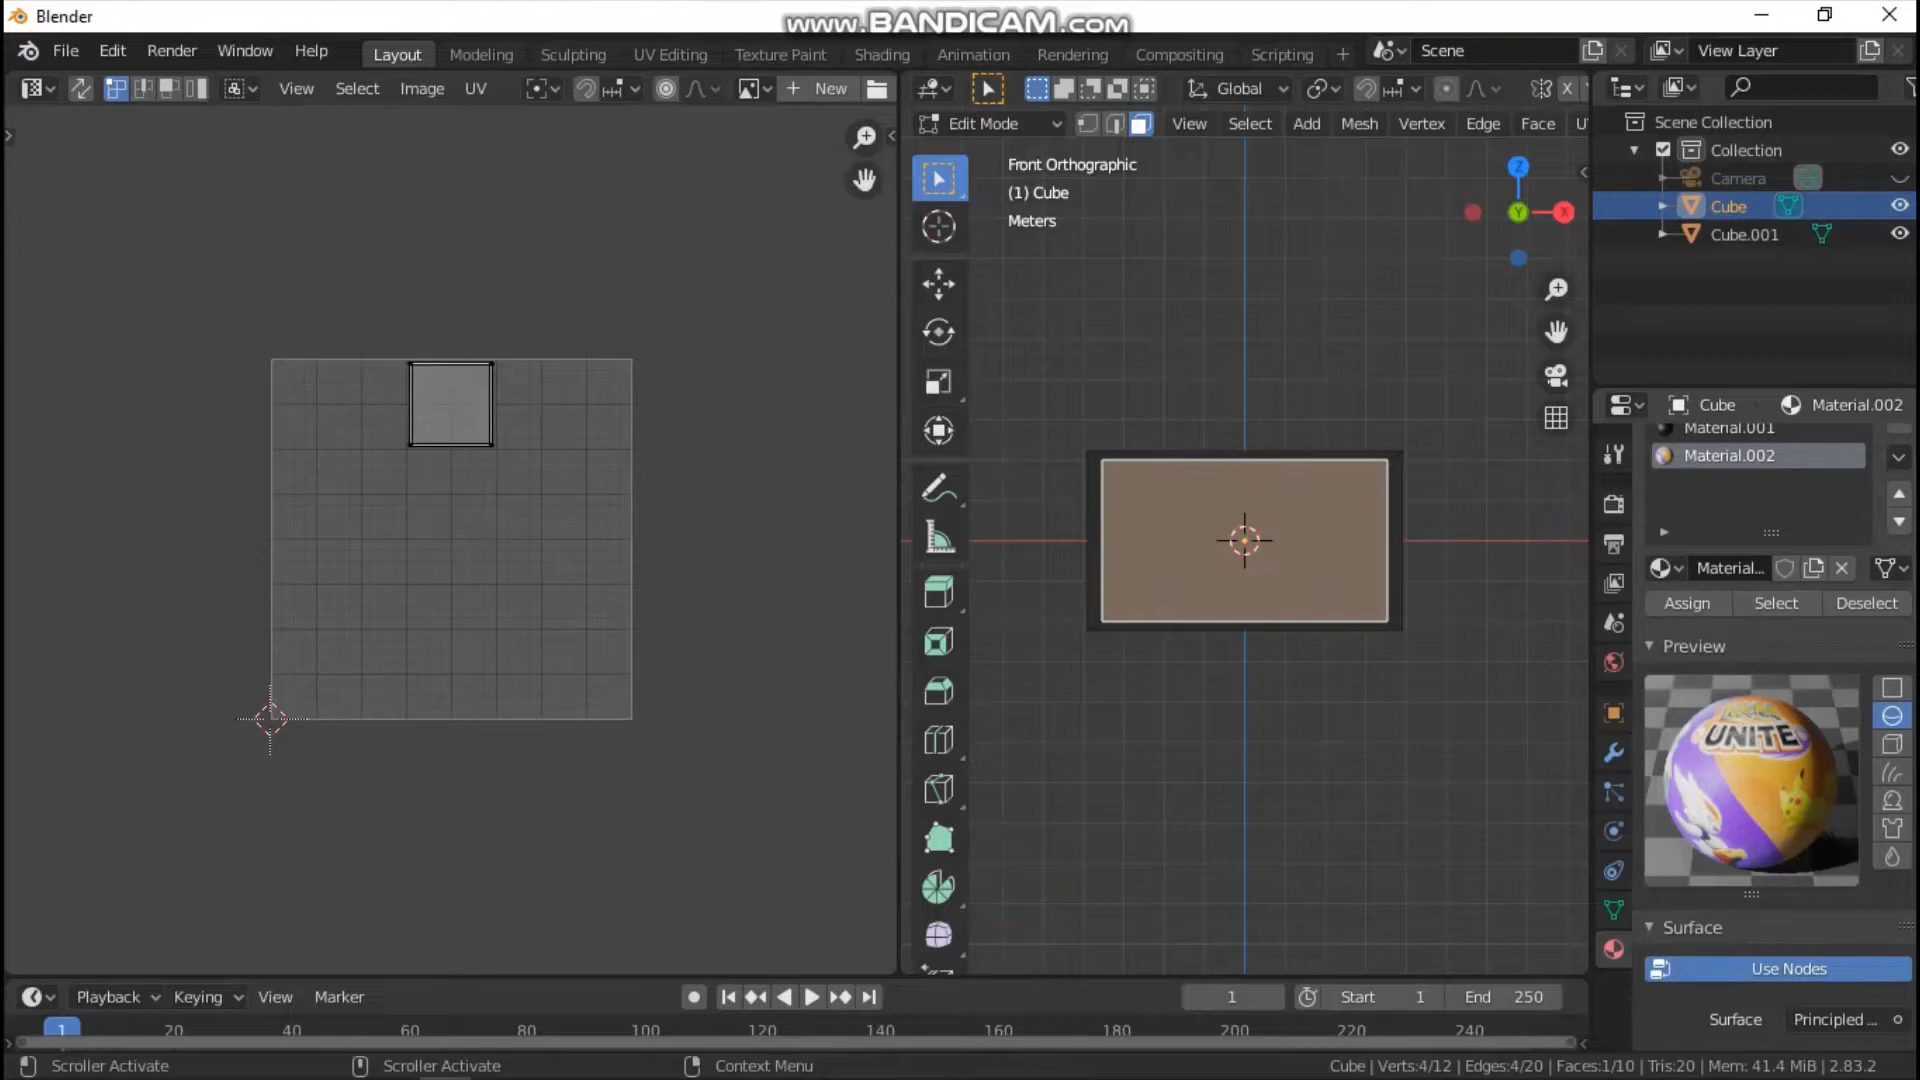 Blender
www.BANDICAM.com
File Edit Render Window Help
Layout Modeling Sculpting UV Editing Texture Paint Shading Animation Rendering Compositing Scripting +
Scene
View Layer
View Select Image UV
+ New
Global
X
Edit Mode
View Select Add Mesh Vertex Edge Face U
Front Orthographic
(1) Cube
Meters
Z
Y
X
Scene Collection
Collection
Camera
Cube
Cube.001
Cube
Material.002
Material.001
Material.002
Material...
Assign Select Deselect
Preview
UNITE
Surface
Use Nodes
Surface Principled ...
Playback Keying View Marker
1
Start 1
End 250
1 20 40 60 80 100 120 140 160 180 200 220 240
Scroller Activate
Scroller Activate
Context Menu
Cube | Verts:4/12 | Edges:4/20 | Faces:1/10 | Tris:20 | Mem: 41.4 MiB | 2.83.2